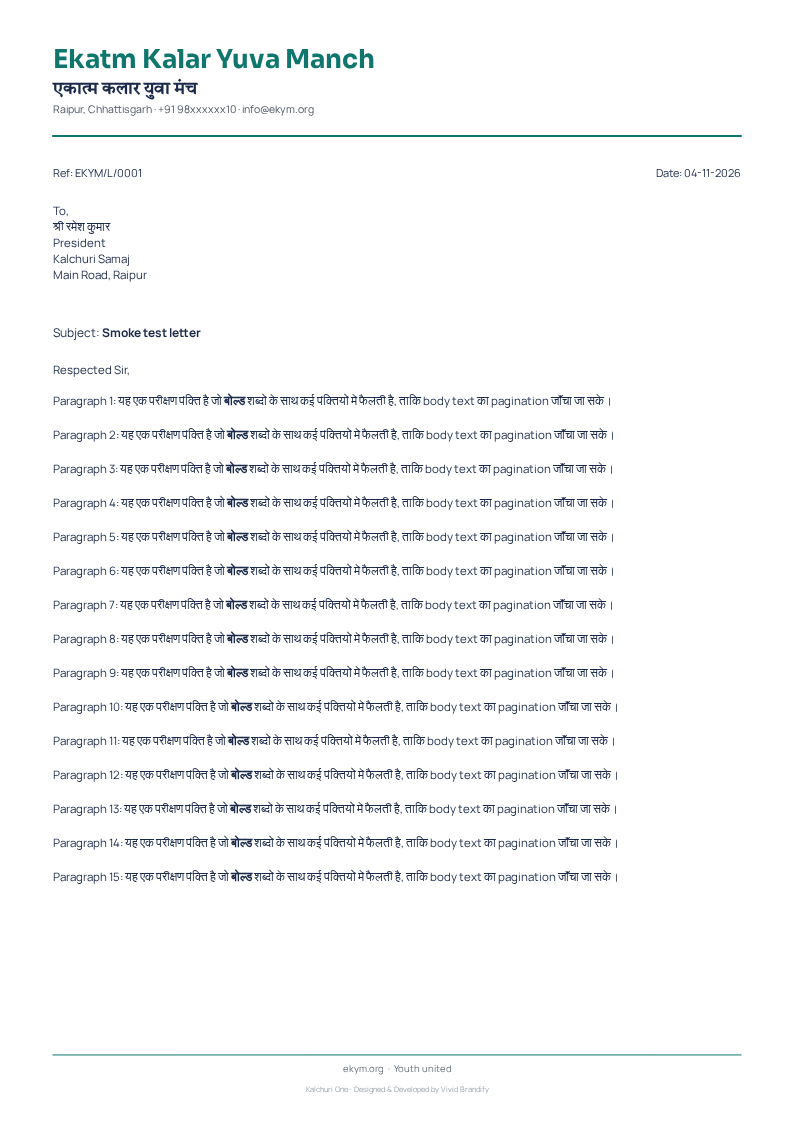 Ekatm Kalar Yuva Manch
एकात्म कलार युवा मंच
Raipur, Chhattisgarh · +91 98xxxxxx10 · info@ekym.org
Ref: EKYM/L/0001
Date: 04-11-2026
To,
श्री रमेश कुमार
President
Kalchuri Samaj
Main Road, Raipur
Subject: Smoke test letter
Respected Sir,
Paragraph 1: यह एक परीक्षण पंक्ति है जो बोल्ड शब्दों के साथ कई पंक्तियों में फैलती है, ताकि body text का pagination जाँचा जा सके।
Paragraph 2: यह एक परीक्षण पंक्ति है जो बोल्ड शब्दों के साथ कई पंक्तियों में फैलती है, ताकि body text का pagination जाँचा जा सके।
Paragraph 3: यह एक परीक्षण पंक्ति है जो बोल्ड शब्दों के साथ कई पंक्तियों में फैलती है, ताकि body text का pagination जाँचा जा सके।
Paragraph 4: यह एक परीक्षण पंक्ति है जो बोल्ड शब्दों के साथ कई पंक्तियों में फैलती है, ताकि body text का pagination जाँचा जा सके।
Paragraph 5: यह एक परीक्षण पंक्ति है जो बोल्ड शब्दों के साथ कई पंक्तियों में फैलती है, ताकि body text का pagination जाँचा जा सके।
Paragraph 6: यह एक परीक्षण पंक्ति है जो बोल्ड शब्दों के साथ कई पंक्तियों में फैलती है, ताकि body text का pagination जाँचा जा सके।
Paragraph 7: यह एक परीक्षण पंक्ति है जो बोल्ड शब्दों के साथ कई पंक्तियों में फैलती है, ताकि body text का pagination जाँचा जा सके।
Paragraph 8: यह एक परीक्षण पंक्ति है जो बोल्ड शब्दों के साथ कई पंक्तियों में फैलती है, ताकि body text का pagination जाँचा जा सके।
Paragraph 9: यह एक परीक्षण पंक्ति है जो बोल्ड शब्दों के साथ कई पंक्तियों में फैलती है, ताकि body text का pagination जाँचा जा सके।
Paragraph 10: यह एक परीक्षण पंक्ति है जो बोल्ड शब्दों के साथ कई पंक्तियों में फैलती है, ताकि body text का pagination जाँचा जा सके।
Paragraph 11: यह एक परीक्षण पंक्ति है जो बोल्ड शब्दों के साथ कई पंक्तियों में फैलती है, ताकि body text का pagination जाँचा जा सके।
Paragraph 12: यह एक परीक्षण पंक्ति है जो बोल्ड शब्दों के साथ कई पंक्तियों में फैलती है, ताकि body text का pagination जाँचा जा सके।
Paragraph 13: यह एक परीक्षण पंक्ति है जो बोल्ड शब्दों के साथ कई पंक्तियों में फैलती है, ताकि body text का pagination जाँचा जा सके।
Paragraph 14: यह एक परीक्षण पंक्ति है जो बोल्ड शब्दों के साथ कई पंक्तियों में फैलती है, ताकि body text का pagination जाँचा जा सके।
Paragraph 15: यह एक परीक्षण पंक्ति है जो बोल्ड शब्दों के साथ कई पंक्तियों में फैलती है, ताकि body text का pagination जाँचा जा सके।
ekym.org · Youth united
Kalchuri One · Designed & Developed by Vivid Brandify